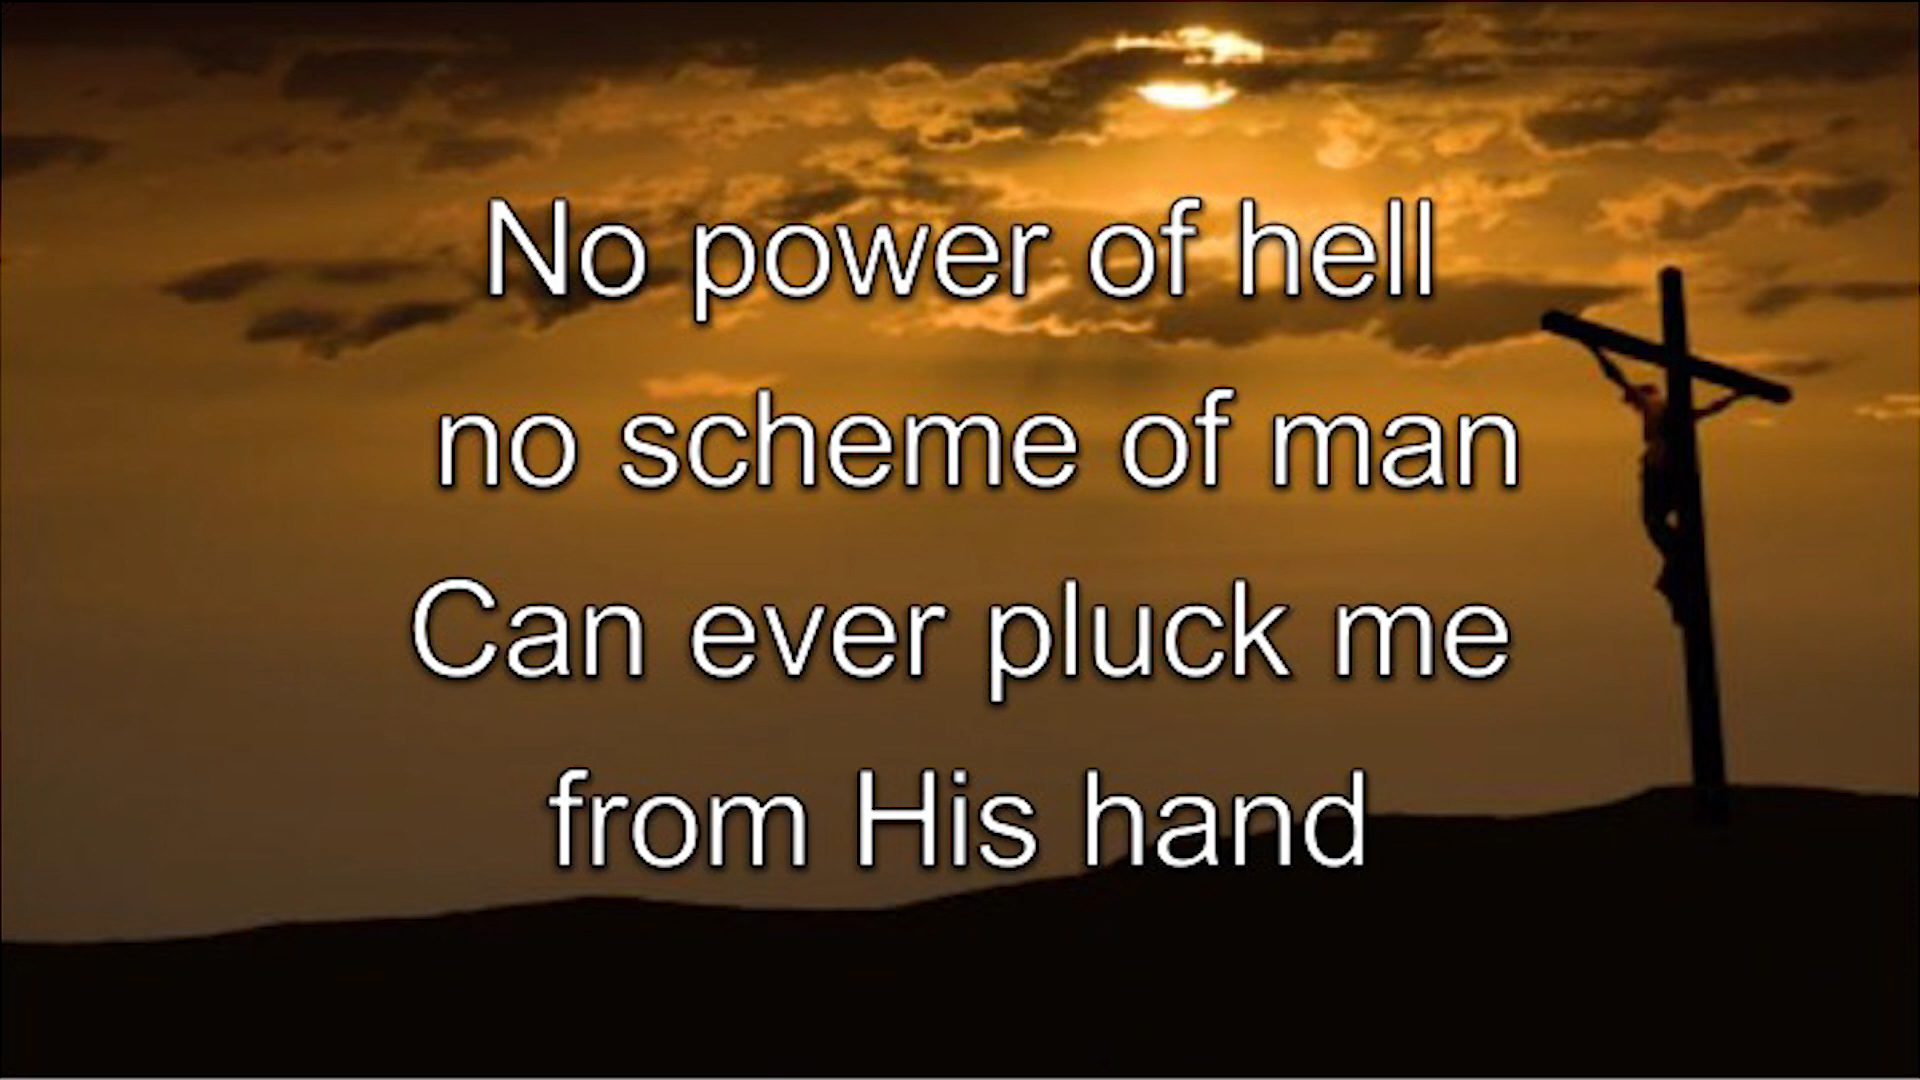 No power of hell
no scheme of man
Can ever pluck me
from His hand